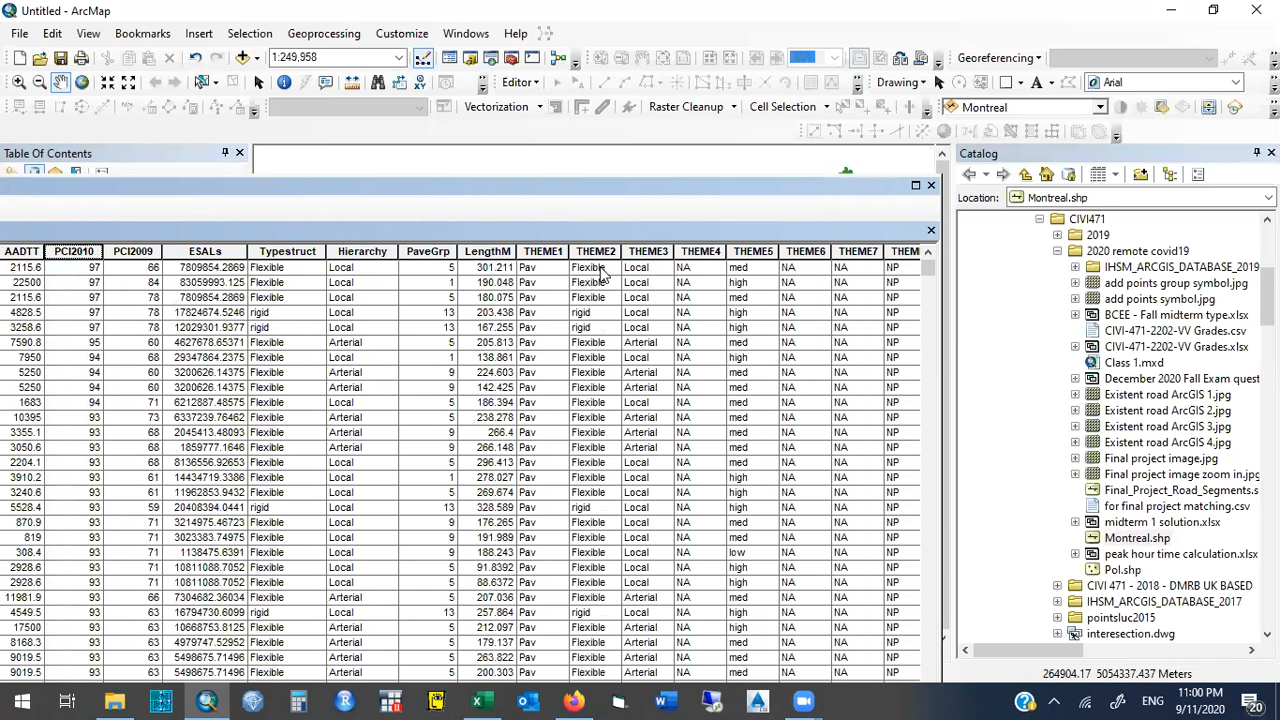 Untitled - ArcMap
File Edit View Bookmarks Insert Selection Geoprocessing Customize Windows Help
1:249,958 Georeferencing
Editor Drawing Arial
Vectorization Raster Cleanup Cell Selection Montreal
Table Of Contents Catalog
Location: Montreal.shp
AADTT PCI2010 PCI2009 ESALs Typestruct Hierarchy PaveGrp LengthM THEME1 THEME2 THEME3 THEME4 THEME5 THEME6 THEME7 THEM
2115.6 97 66 7809854.2869 Flexible Local 5 301.211 Pav Flexible Local NA med NA NA NP
22500 97 84 83059993.125 Flexible Local 1 190.048 Pav Flexible Local NA high NA NA NP
2115.6 97 78 7809854.2869 Flexible Local 5 180.075 Pav Flexible Local NA med NA NA NP
4828.5 97 78 17824674.5246 rigid Local 13 203.438 Pav rigid Local NA high NA NA NP
3258.6 97 78 12029301.9377 rigid Local 13 167.255 Pav rigid Local NA high NA NA NP
7590.8 95 60 4627678.65371 Flexible Arterial 5 205.813 Pav Flexible Arterial NA med NA NA NP
7950 94 68 29347864.2375 Flexible Local 1 138.861 Pav Flexible Local NA high NA NA NP
5250 94 60 3200626.14375 Flexible Arterial 9 224.603 Pav Flexible Arterial NA med NA NA NP
5250 94 60 3200626.14375 Flexible Arterial 9 142.425 Pav Flexible Arterial NA med NA NA NP
1683 94 71 6212887.48575 Flexible Local 5 186.394 Pav Flexible Local NA med NA NA NP
10395 93 73 6337239.76462 Flexible Arterial 5 238.278 Pav Flexible Arterial NA med NA NA NP
3355.1 93 68 2045413.48093 Flexible Arterial 9 266.4 Pav Flexible Arterial NA med NA NA NP
3050.6 93 68 1859777.1646 Flexible Arterial 9 266.148 Pav Flexible Arterial NA med NA NA NP
2204.1 93 68 8136556.92653 Flexible Local 5 296.413 Pav Flexible Local NA med NA NA NP
3910.2 93 61 14434719.3386 Flexible Local 1 278.027 Pav Flexible Local NA high NA NA NP
3240.6 93 61 11962853.9432 Flexible Local 5 269.674 Pav Flexible Local NA high NA NA NP
5528.4 93 59 20408394.0441 rigid Local 13 328.589 Pav rigid Local NA high NA NA NP
870.9 93 71 3214975.46723 Flexible Local 9 176.265 Pav Flexible Local NA med NA NA NP
819 93 71 3023383.7475 Flexible Local 9 191.989 Pav Flexible Local NA med NA NA NP
308.4 93 71 1138475.6391 Flexible Local 9 188.243 Pav Flexible Local NA low NA NA NP
2928.6 93 71 10811088.7052 Flexible Local 5 91.8392 Pav Flexible Local NA high NA NA NP
2928.6 93 71 10811088.7052 Flexible Local 5 88.6372 Pav Flexible Local NA high NA NA NP
11981.9 93 66 7304682.36034 Flexible Arterial 5 207.036 Pav Flexible Arterial NA med NA NA NP
4549.5 93 63 16794730.6099 rigid Local 13 257.864 Pav rigid Local NA high NA NA NP
17500 93 63 10668753.8125 Flexible Arterial 5 212.097 Pav Flexible Arterial NA high NA NA NP
8168.3 93 63 4979747.52952 Flexible Arterial 5 179.137 Pav Flexible Arterial NA med NA NA NP
9019.5 93 63 5498675.71496 Flexible Arterial 5 263.822 Pav Flexible Arterial NA med NA NA NP
9019.5 93 63 5498675.71496 Flexible Arterial 5 200.303 Pav Flexible Arterial NA med NA NA NP
CIVI471
2019
2020 remote covid19
IHSM_ARCGIS_DATABASE_2019
add points group symbol.jpg
add points symbol.jpg
BCEE - Fall midterm type.xlsx
CIVI-471-2202-VV Grades.csv
CIVI-471-2202-VV Grades.xlsx
Class 1.mxd
December 2020 Fall Exam quest
Existent road ArcGIS 1.jpg
Existent road ArcGIS 2.jpg
Existent road ArcGIS 3.jpg
Existent road ArcGIS 4.jpg
Final project image.jpg
Final project image zoom in.jpg
Final_Project_Road_Segments.s
for final project matching.csv
midterm 1 solution.xlsx
Montreal.shp
peak hour time calculation.xlsx
Pol.shp
CIVI 471 - 2018 - DMRB UK BASED
IHSM_ARCGIS_DATABASE_2017
pointsluc2015
interesection.dwg
264904.17 5054337.437 Meters
ENG 11:00 PM
9/11/2020 20